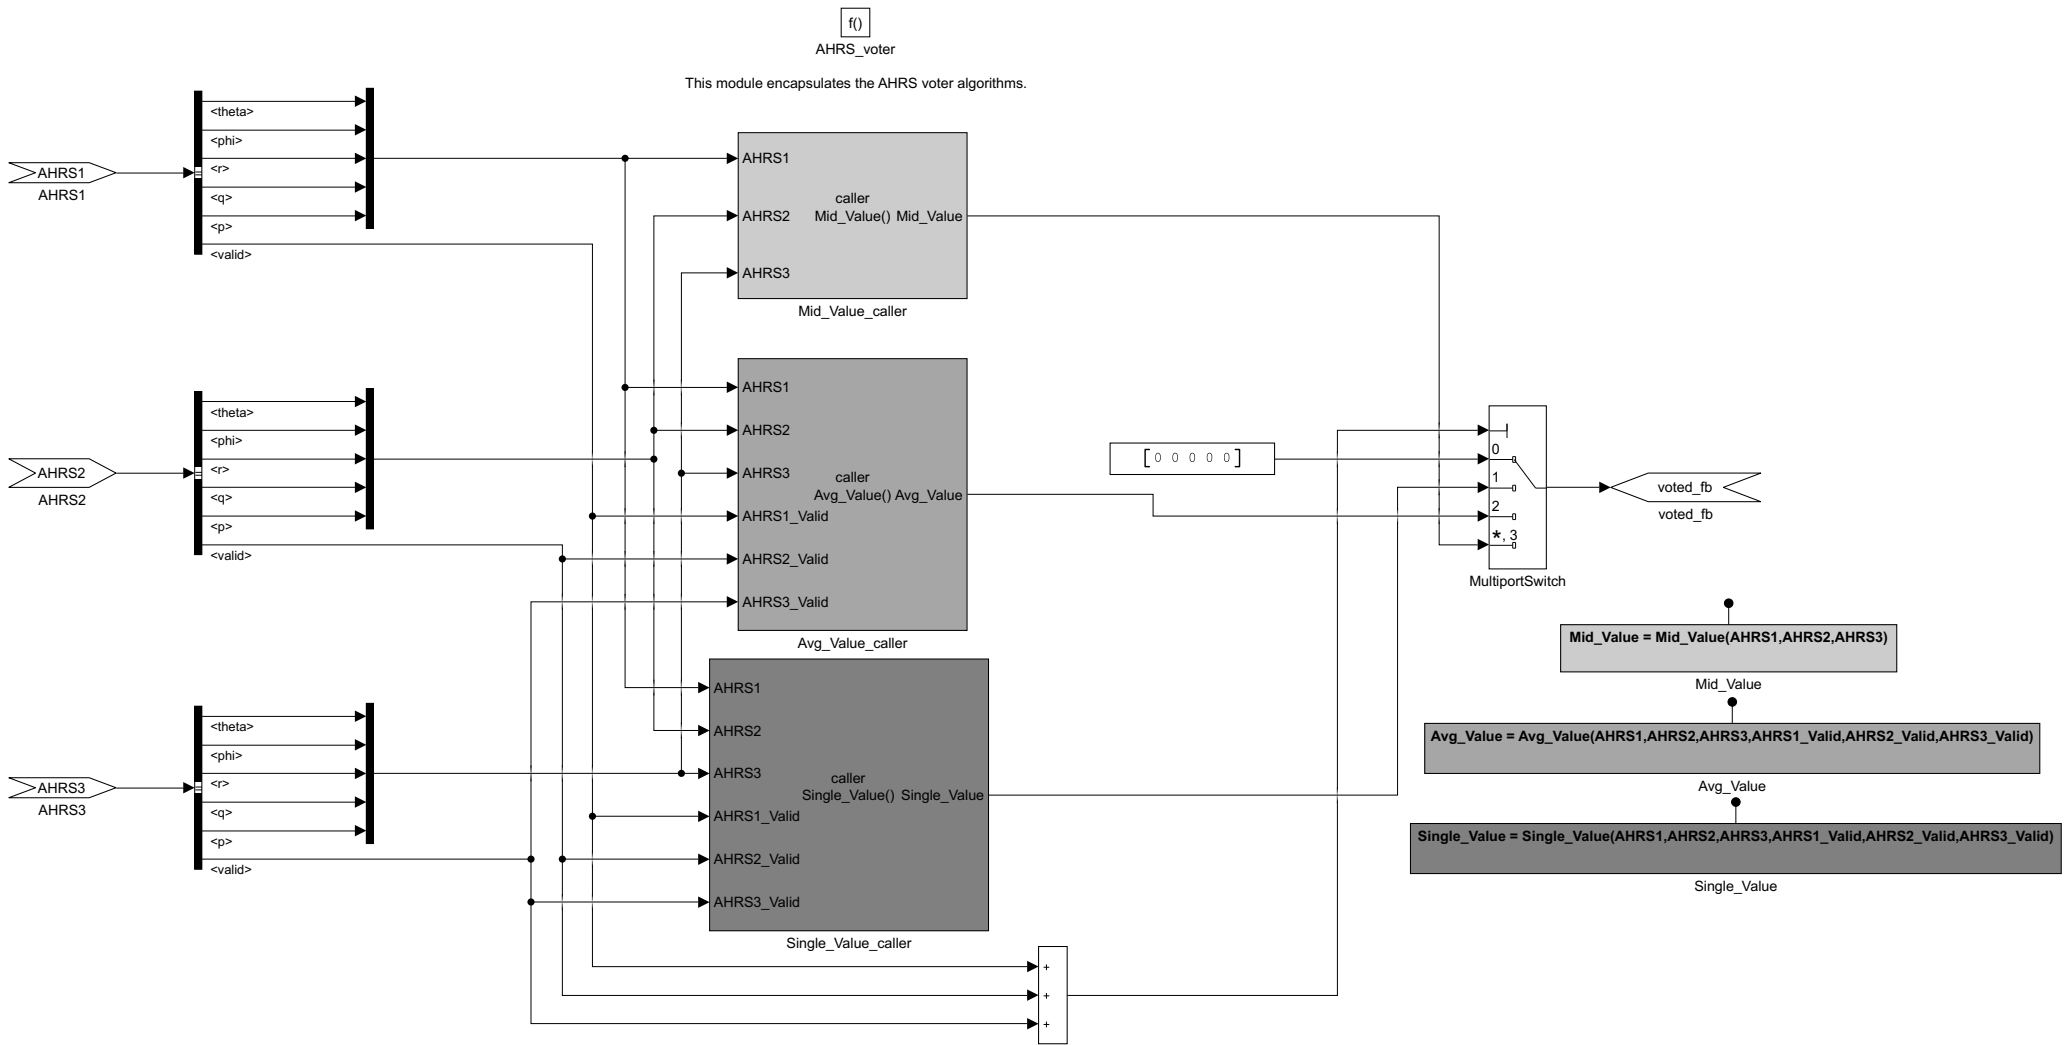 f()
AHRS_voter
This module encapsulates the AHRS voter algorithms.
AHRS1
AHRS1
<theta>
<phi>
<r>
<q>
<p>
<valid>
AHRS1
AHRS2
AHRS3
caller
Mid_Value()
Mid_Value
Mid_Value_caller
AHRS2
AHRS2
<theta>
<phi>
<r>
<q>
<p>
<valid>
AHRS1
AHRS2
AHRS3
AHRS1_Valid
AHRS2_Valid
AHRS3_Valid
caller
Avg_Value()
Avg_Value
Avg_Value_caller
[0 0 0 0 0]
0
1
2
*, 3
MultiportSwitch
voted_fb
voted_fb
AHRS3
AHRS3
<theta>
<phi>
<r>
<q>
<p>
<valid>
AHRS1
AHRS2
AHRS3
AHRS1_Valid
AHRS2_Valid
AHRS3_Valid
caller
Single_Value()
Single_Value
Single_Value_caller
+
+
+
Mid_Value = Mid_Value(AHRS1,AHRS2,AHRS3)
Mid_Value
Avg_Value = Avg_Value(AHRS1,AHRS2,AHRS3,AHRS1_Valid,AHRS2_Valid,AHRS3_Valid)
Avg_Value
Single_Value = Single_Value(AHRS1,AHRS2,AHRS3,AHRS1_Valid,AHRS2_Valid,AHRS3_Valid)
Single_Value